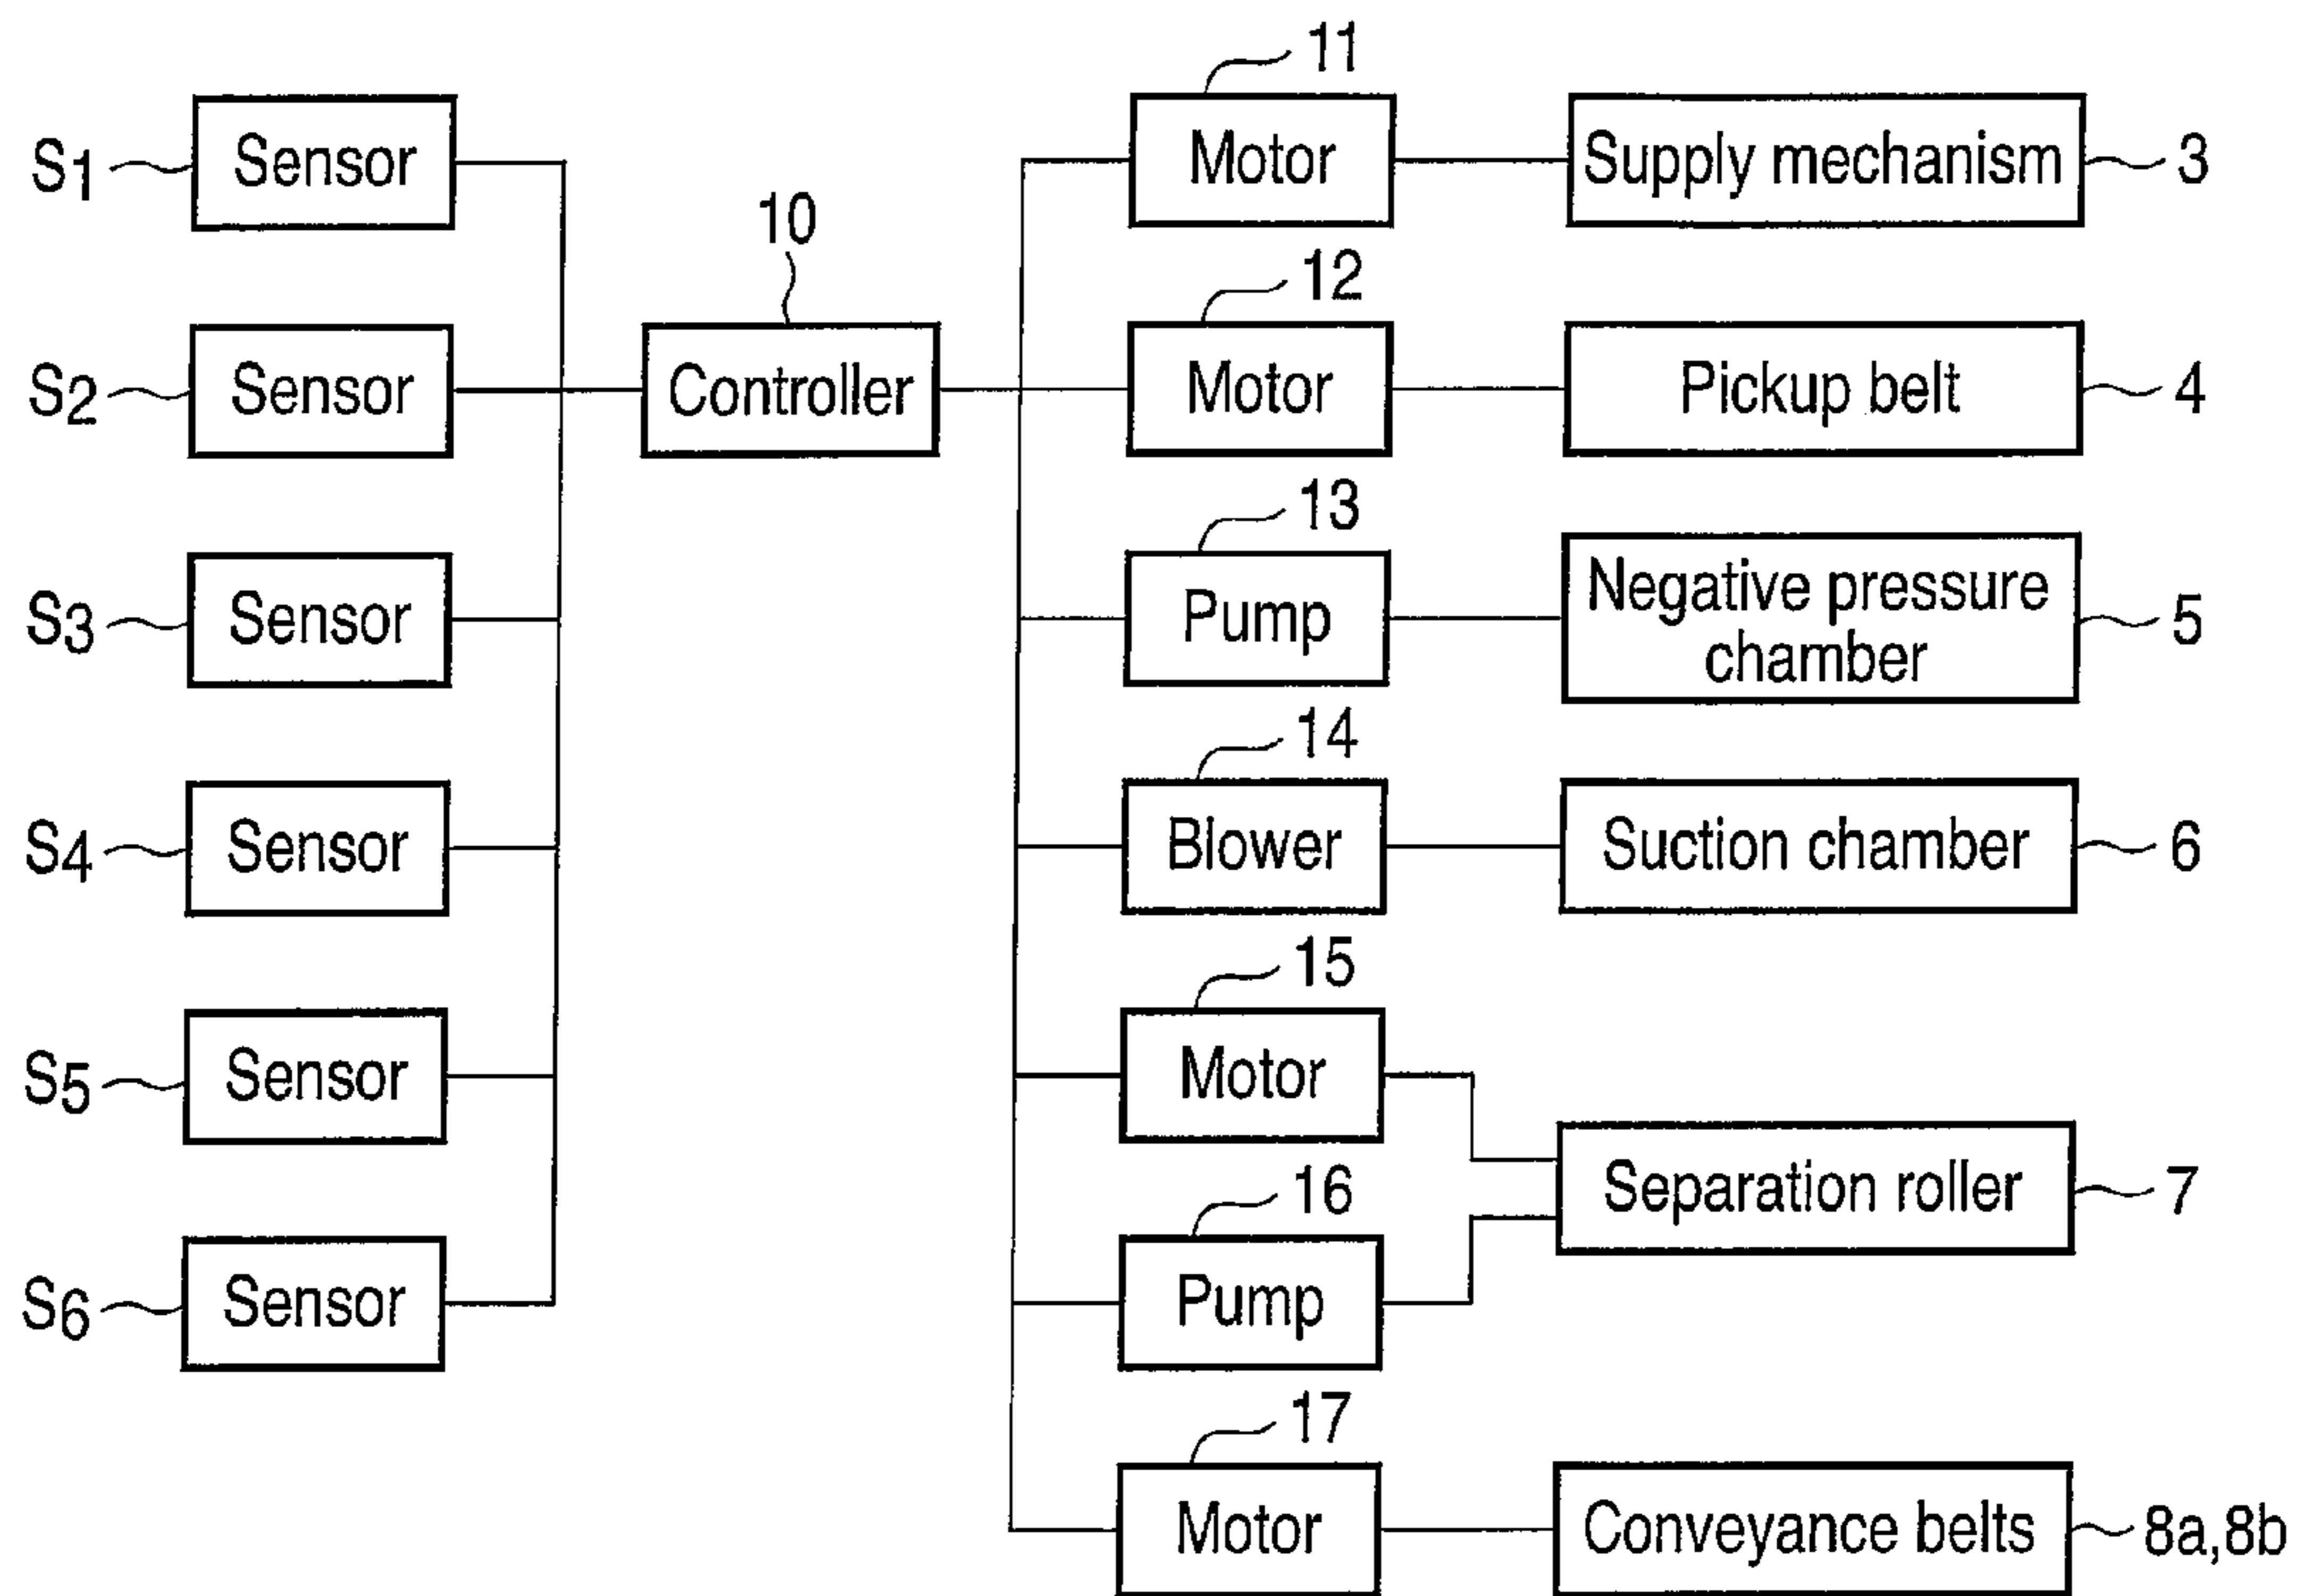 11
S1 Sensor Motor Supply mechanism 3
10
12
S2 Sensor Controller Motor Pickup belt 4
13
S3 Sensor Pump Negative pressure
chamber 5
14
S4 Sensor Blower Suction chamber 6
15
S5 Sensor Motor
Separation roller 7
16
S6 Sensor Pump
17
Motor Conveyance belts 8a,8b